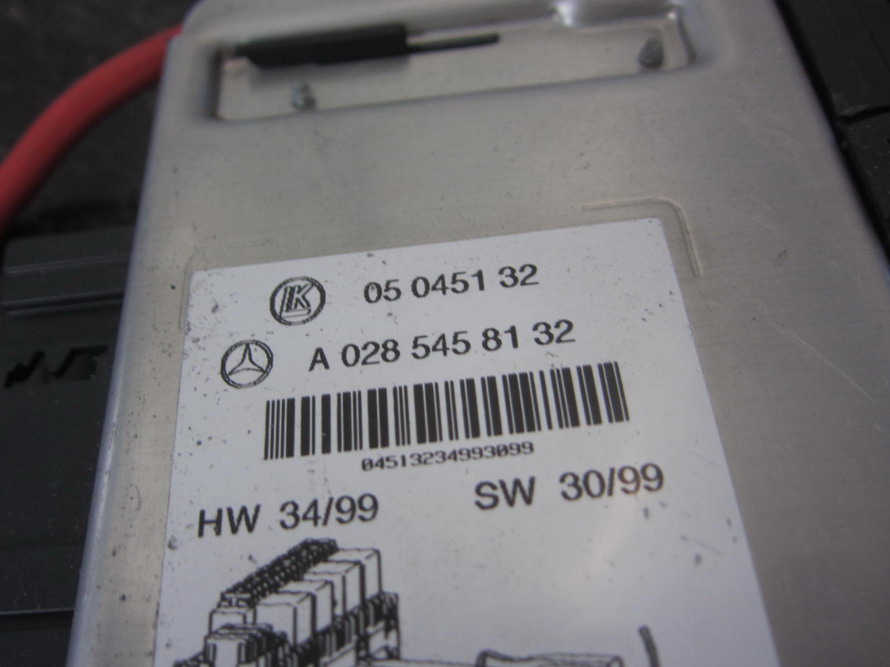 K
05 0451 32
A 028 545 81 32
04513234993099
HW 34/99
SW 30/99